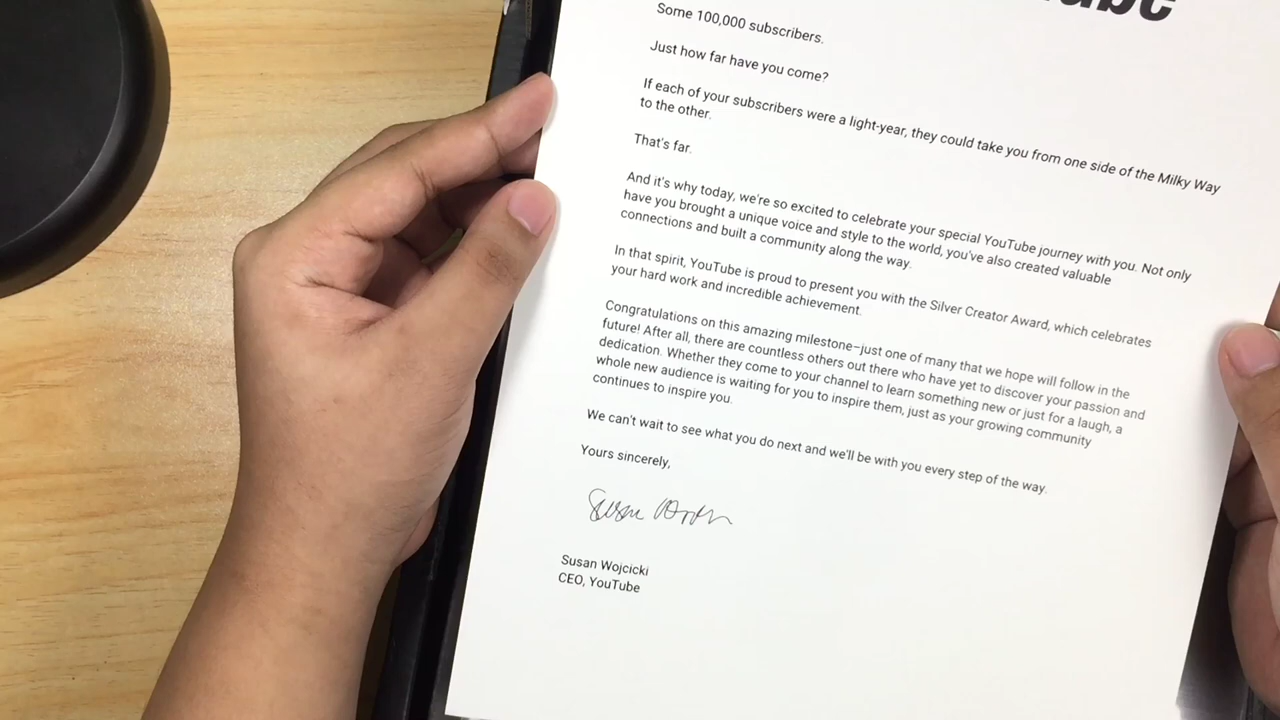 Some 100,000 subscribers.
Just how far have you come?
If each of your subscribers were a light-year, they could take you from one side of the Milky Way
to the other.
That's far.
And it's why today, we're so excited to celebrate your special YouTube journey with you. Not only
have you brought a unique voice and style to the world, you've also created valuable
connections and built a community along the way.
In that spirit, YouTube is proud to present you with the Silver Creator Award, which celebrates
your hard work and incredible achievement.
Congratulations on this amazing milestone–just one of many that we hope will follow in the
future! After all, there are countless others out there who have yet to discover your passion and
dedication. Whether they come to your channel to learn something new or just for a laugh, a
whole new audience is waiting for you to inspire them, just as your growing community
continues to inspire you.
We can't wait to see what you do next and we'll be with you every step of the way.
Yours sincerely,
Susan Wojcicki
CEO, YouTube